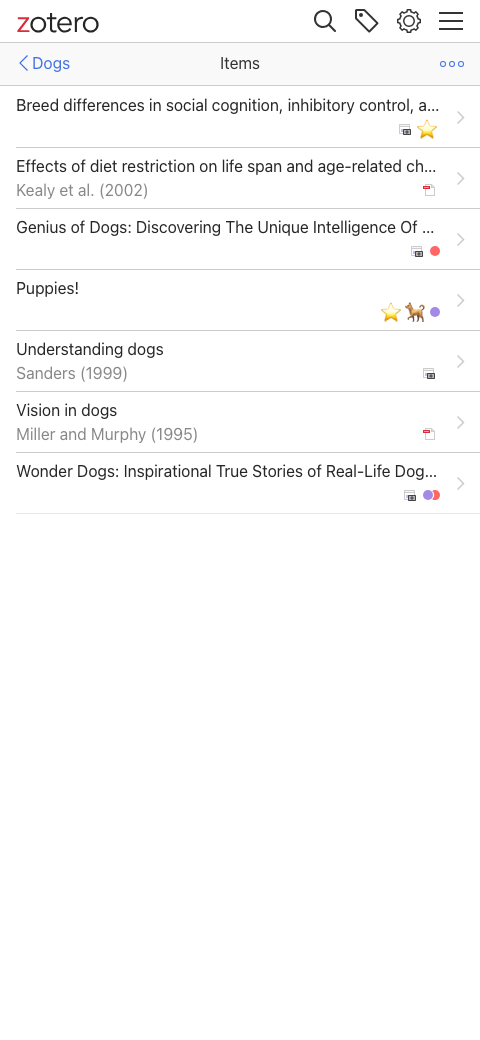 zotero
Dogs
Items
Breed differences in social cognition, inhibitory control, a...
Effects of diet restriction on life span and age-related ch...
Kealy et al. (2002)
Genius of Dogs: Discovering The Unique Intelligence Of ...
Puppies!
Understanding dogs
Sanders (1999)
Vision in dogs
Miller and Murphy (1995)
Wonder Dogs: Inspirational True Stories of Real-Life Dog...